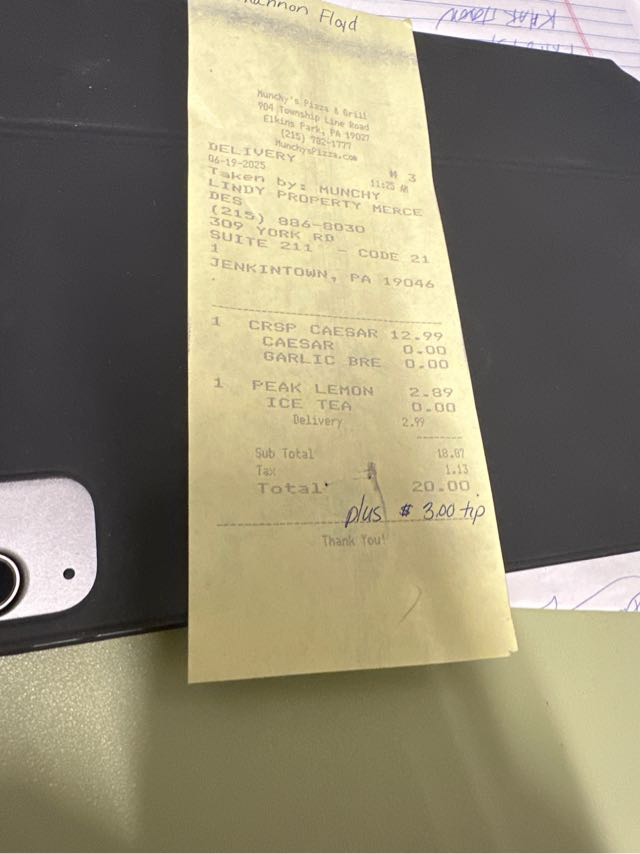 Floyd
Munchy's Pizza & Grill
904 Township Line Road
Elkins Park, PA 19027
(215) 782-1777
MunchysPizza.com
DELIVERY # 3
06-19-2025 11:25 AM
Taken by: MUNCHY
LINDY PROPERTY MERCE
DES
(215) 886-8030
309 YORK RD
SUITE 211 - CODE 21
1
JENKINTOWN, PA 19046
1 CRSP CAESAR 12.99
CAESAR 0.00
GARLIC BRE 0.00
1 PEAK LEMON 2.89
ICE TEA 0.00
Delivery 2.99
Sub Total 18.87
Tax 1.13
Total 20.00
plus $ 3.00 tip
Thank You!